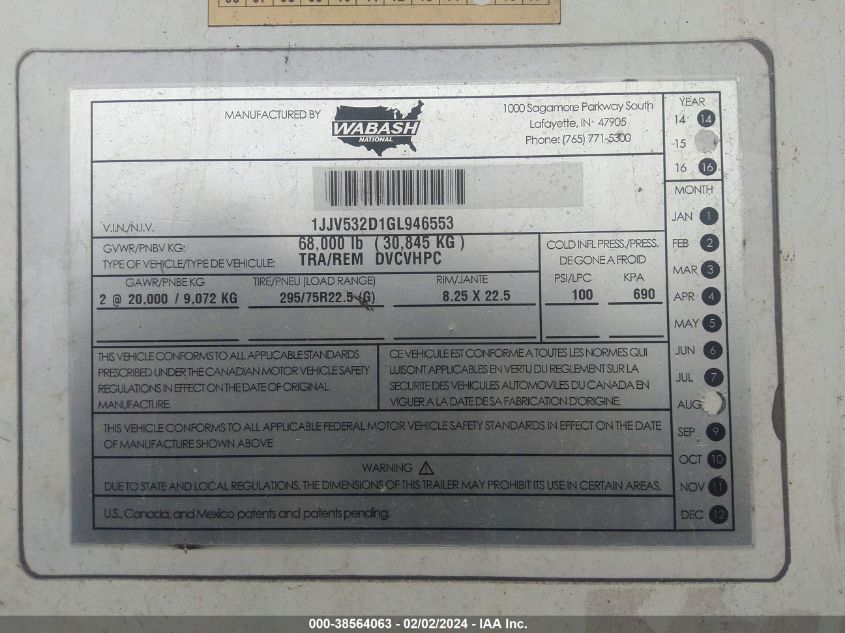 MANUFACTURED BY
WABASH
NATIONAL
1000 Sagamore Parkway South
Lafayette, IN 47905
Phone: (765) 771-5300
V.I.N./N.I.V.
1JJV532D1GL946553
GVWR/PNBV KG: 68,000 lb ( 30,845 KG )
TYPE OF VEHICLE/TYPE DE VEHICULE: TRA/REM DVCVHPC
COLD INFL PRESS./PRESS.
DE GONE A FROID
GAWR/PNBE KG TIRE/PNEU (LOAD RANGE) RIM/JANTE PSI/LPC KPA
2 @ 20,000 / 9,072 KG 295/75R22.5 (G) 8.25 X 22.5 100 690
THIS VEHICLE CONFORMS TO ALL APPLICABLE STANDARDS
PRESCRIBED UNDER THE CANADIAN MOTOR VEHICLE SAFETY
REGULATIONS IN EFFECT ON THE DATE OF ORIGINAL
MANUFACTURE.
CE VEHICULE EST CONFORME A TOUTES LES NORMES QUI
LUISONT APPLICABLES EN VERTU DU REGLEMENT SUR LA
SECURITE DES VEHICULES AUTOMOVILES DU CANADA EN
VIGUER A LA DATE DE SA FABRICATION D'ORIGINE.
THIS VEHICLE CONFORMS TO ALL APPLICABLE FEDERAL MOTOR VEHICLE SAFETY STANDARDS IN EFFECT ON THE DATE
OF MANUFACTURE SHOWN ABOVE
WARNING
DUE TO STATE AND LOCAL REGULATIONS, THE DIMENSIONS OF THIS TRAILER MAY PROHIBIT ITS USE IN CERTAIN AREAS.
U.S., Canada, and Mexico patents and patents pending.
YEAR
14 14
15
16 16
MONTH
JAN 1
FEB 2
MAR 3
APR 4
MAY 5
JUN 6
JUL 7
AUG
SEP 9
OCT 10
NOV 11
DEC 12
000-38564063 - 02/02/2024 - IAA Inc.